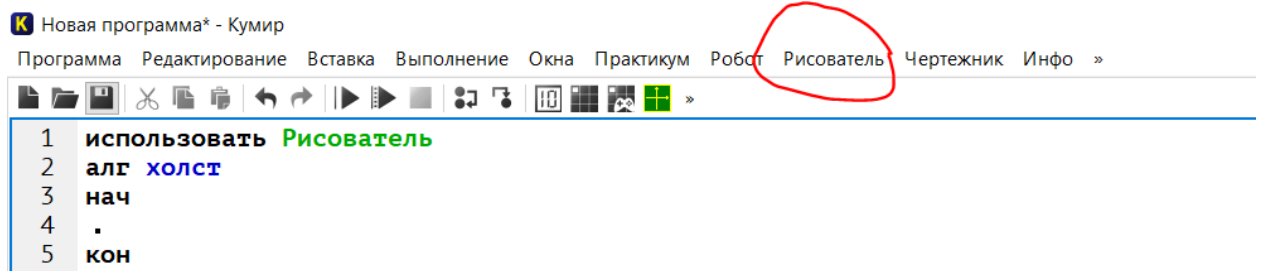 K Новая программа* - Кумир
Программа Редактирование Вставка Выполнение Окна Практикум Робот Рисователь Чертежник Инфо »
»
1 использовать Рисователь
2 алг холст
3 нач
4 .
5 кон